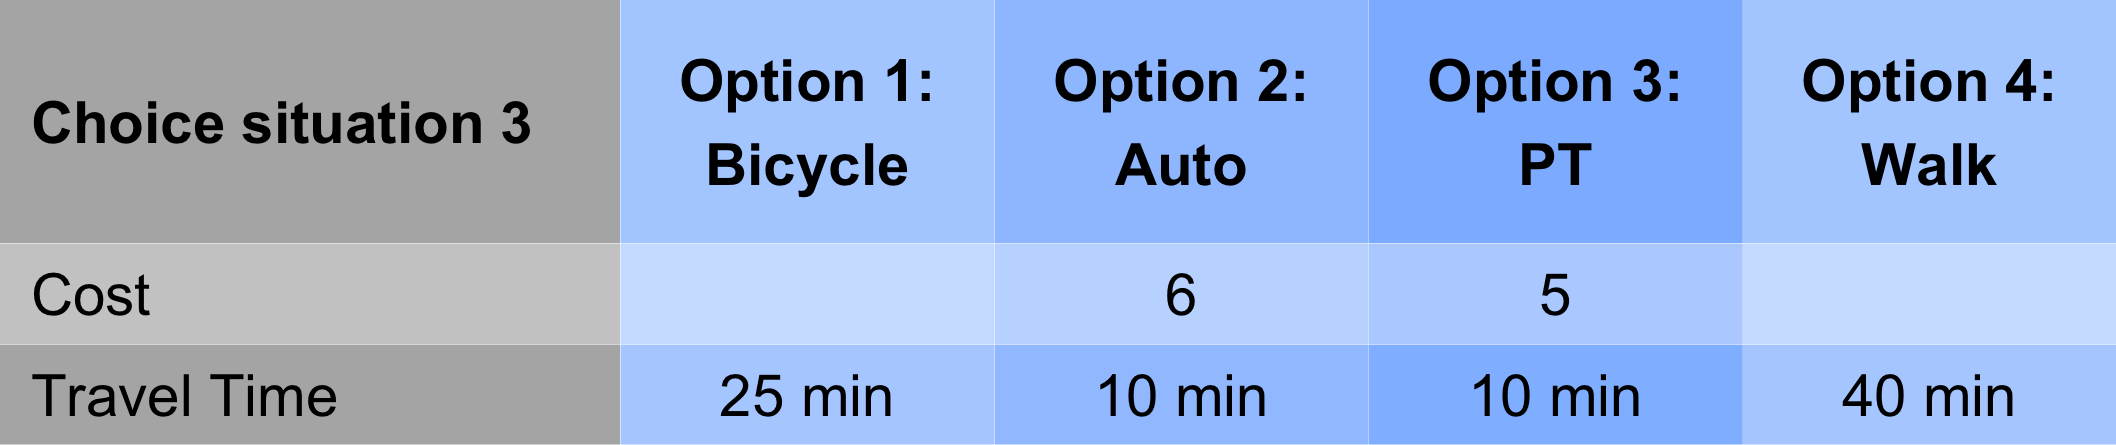 Choice situation 3
Option 1:
Bicycle
Option 2:
Auto
Option 3:
PT
Option 4:
Walk
Cost
6
5
Travel Time
25 min
10 min
10 min
40 min